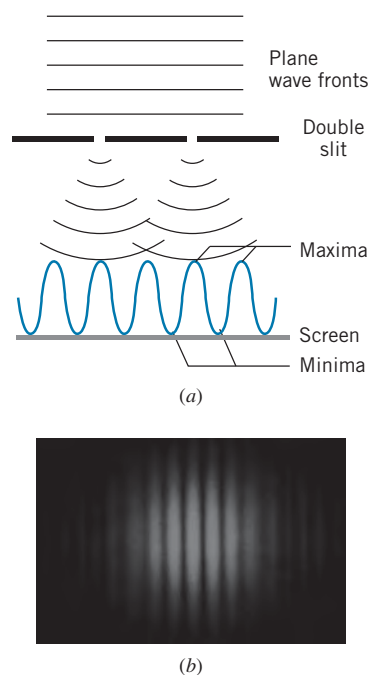 Plane
wave fronts
Double
slit
Maxima
Screen
Minima
(a)
(b)